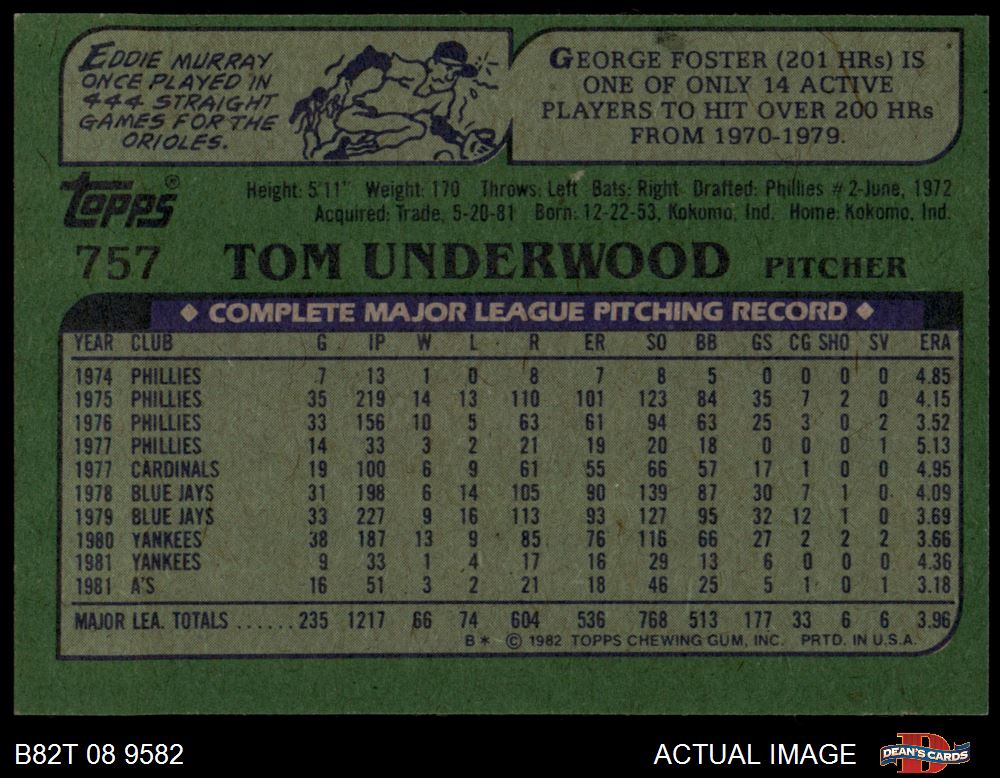 EDDIE MURRAY
ONCE PLAYED IN
444 STRAIGHT
GAMES FOR THE
ORIOLES.
GEORGE FOSTER (201 HRs) IS
ONE OF ONLY 14 ACTIVE
PLAYERS TO HIT OVER 200 HRs
FROM 1970-1979.
Topps®
Height: 5'11" Weight: 170 Throws: Left Bats: Right Drafted: Phillies #2-June, 1972
Acquired: Trade, 5-20-81 Born: 12-22-53, Kokomo, Ind. Home: Kokomo, Ind.
757 TOM UNDERWOOD PITCHER
COMPLETE MAJOR LEAGUE PITCHING RECORD
YEAR CLUB G IP W L R ER SO BB GS CG SHO SV ERA
1974 PHILLIES 7 13 1 0 8 7 8 5 0 0 0 0 4.85
1975 PHILLIES 35 219 14 13 110 101 123 84 35 7 2 0 4.15
1976 PHILLIES 33 156 10 5 63 61 94 63 25 3 0 2 3.52
1977 PHILLIES 14 33 3 2 21 19 20 18 0 0 0 1 5.13
1977 CARDINALS 19 100 6 9 61 55 66 57 17 1 0 0 4.95
1978 BLUE JAYS 31 198 6 14 105 90 139 87 30 7 1 0 4.09
1979 BLUE JAYS 33 227 9 16 113 93 127 95 32 12 1 0 3.69
1980 YANKEES 38 187 13 9 85 76 116 66 27 2 2 2 3.66
1981 YANKEES 9 33 1 4 17 16 29 13 6 0 0 0 4.36
1981 A'S 16 51 3 2 21 18 46 25 5 1 0 1 3.18
MAJOR LEA. TOTALS ...... 235 1217 66 74 604 536 768 513 177 33 6 6 3.96
B* © 1982 TOPPS CHEWING GUM, INC. PRTD. IN U.S.A.
B82T 08 9582 ACTUAL IMAGE
DEAN'S CARDS